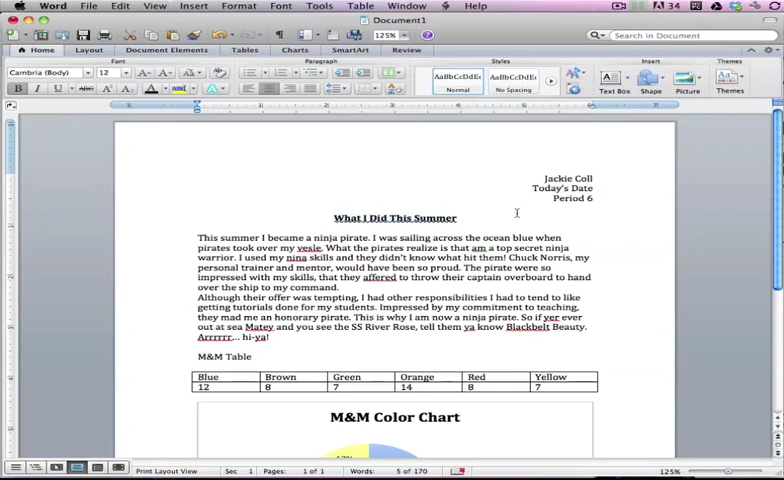 Word File Edit View Insert Format Font Tools Table Window Help 34
Document1
125% Search in Document
Home Layout Document Elements Tables Charts SmartArt Review
Font Paragraph Styles Insert Themes
Cambria (Body) 12 AaBbCcDdEe AaBbCcDdEe
B I U ABC Normal No Spacing Text Box Shape Picture Themes
Jackie Coll
Today's Date
Period 6
What I Did This Summer
This summer I became a ninja pirate. I was sailing across the ocean blue when
pirates took over my vesle. What the pirates realize is that am a top secret ninja
warrior. I used my nina skills and they didn't know what hit them! Chuck Norris, my
personal trainer and mentor, would have been so proud. The pirate were so
impressed with my skills, that they affered to throw their captain overboard to hand
over the ship to my command.
Although their offer was tempting, I had other responsibilities I had to tend to like
getting tutorials done for my students. Impressed by my commitment to teaching,
they mad me an honorary pirate. This is why I am now a ninja pirate. So if yer ever
out at sea Matey and you see the SS River Rose, tell them ya know Blackbelt Beauty.
Arrrrrr... hi-ya!
M&M Table
Blue Brown Green Orange Red Yellow
12 8 7 14 8 7
M&M Color Chart
Print Layout View Sec 1 Pages: 1 of 1 Words: 5 of 170 125%